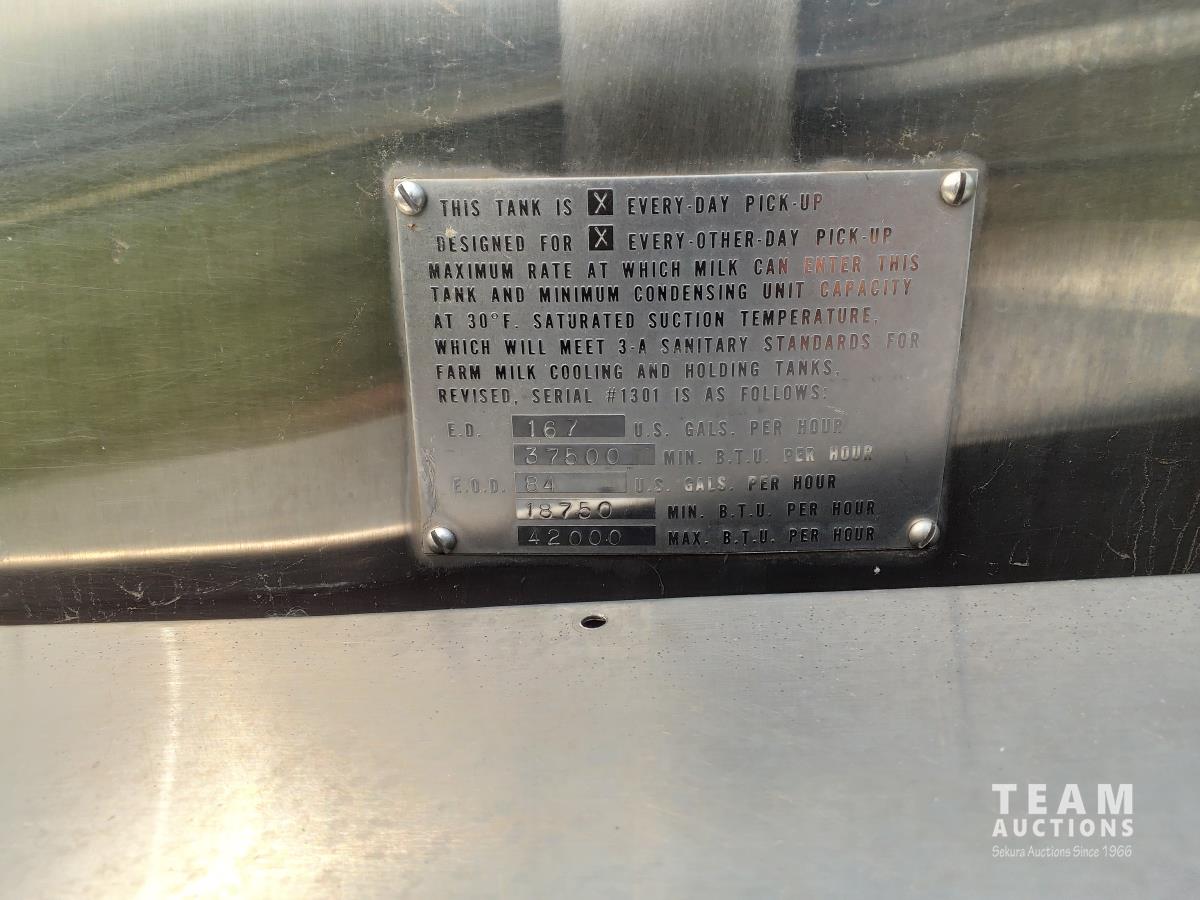 THIS TANK IS X EVERY-DAY PICK-UP
DESIGNED FOR X EVERY-OTHER-DAY PICK-UP
MAXIMUM RATE AT WHICH MILK CAN ENTER THIS
TANK AND MINIMUM CONDENSING UNIT CAPACITY
AT 30°F. SATURATED SUCTION TEMPERATURE,
WHICH WILL MEET 3-A SANITARY STANDARDS FOR
FARM MILK COOLING AND HOLDING TANKS,
REVISED, SERIAL #1301 IS AS FOLLOWS:
E.D. 167 U.S. GALS. PER HOUR
37500 MIN. B.T.U. PER HOUR
E.O.D. 84 U.S. GALS. PER HOUR
18750 MIN. B.T.U. PER HOUR
42000 MAX. B.T.U. PER HOUR
TEAM
AUCTIONS
Sekura Auctions Since 1966